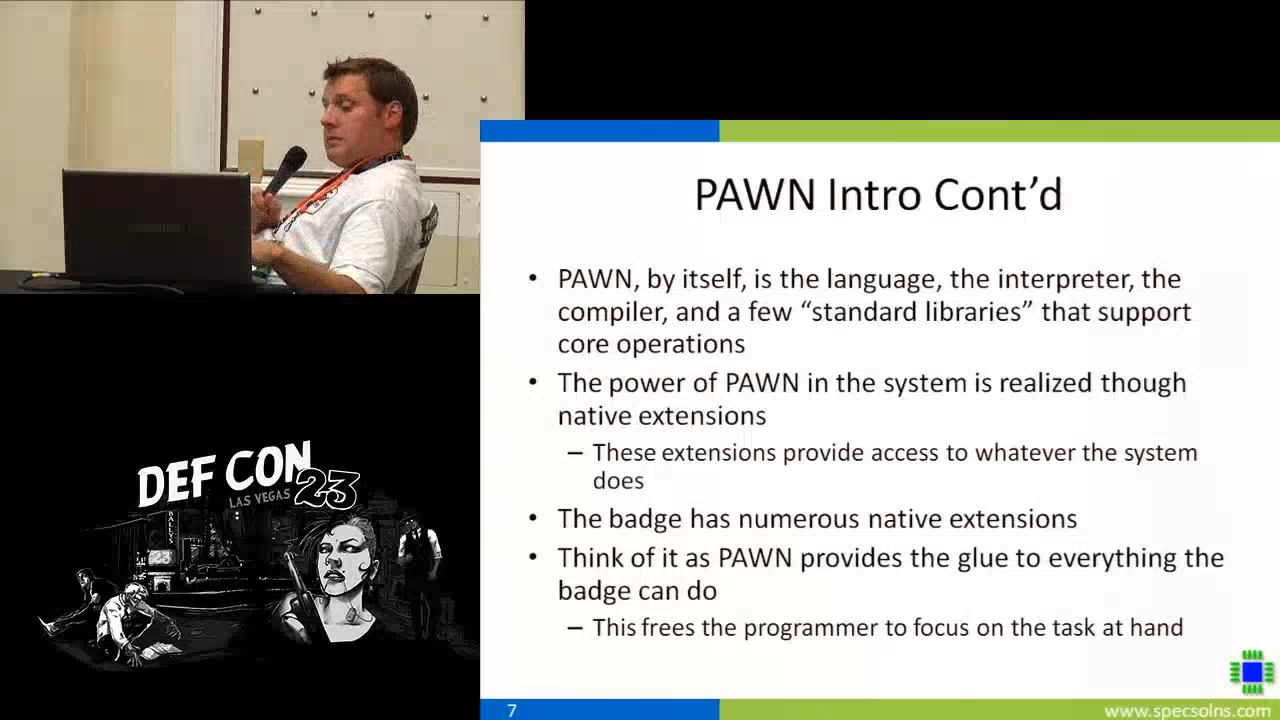 PAWN Intro Cont’d
• PAWN, by itself, is the language, the interpreter, the
compiler, and a few “standard libraries” that support
core operations
• The power of PAWN in the system is realized though
native extensions
– These extensions provide access to whatever the system
does
• The badge has numerous native extensions
• Think of it as PAWN provides the glue to everything the
badge can do
– This frees the programmer to focus on the task at hand
7
www.specsolns.com
DEF CON
LAS VEGAS 23
BALLY'S
23